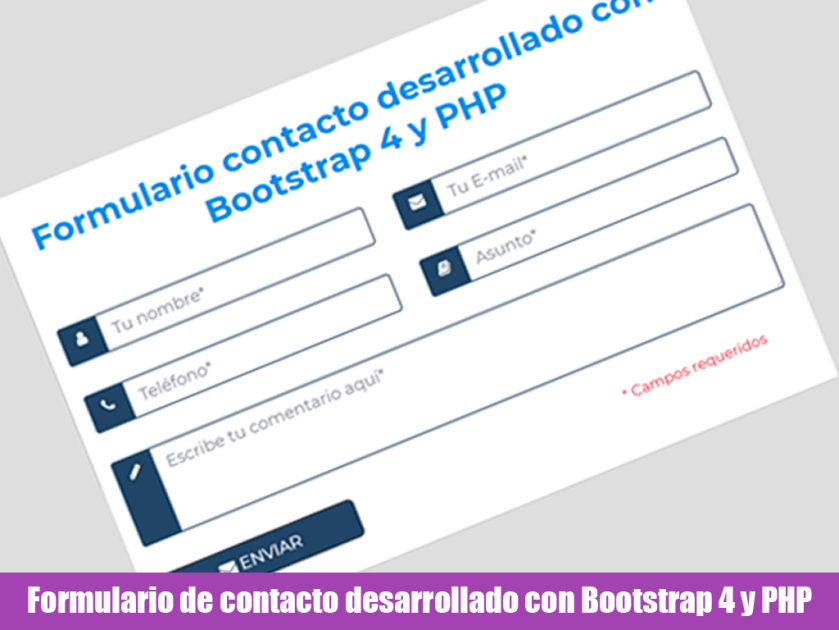 Formulario contacto desarrollado con
Bootstrap 4 y PHP
Tu nombre*
Tu E-mail*
Teléfono*
Asunto*
Escribe tu comentario aquí*
* Campos requeridos
ENVIAR
Formulario de contacto desarrollado con Bootstrap 4 y PHP